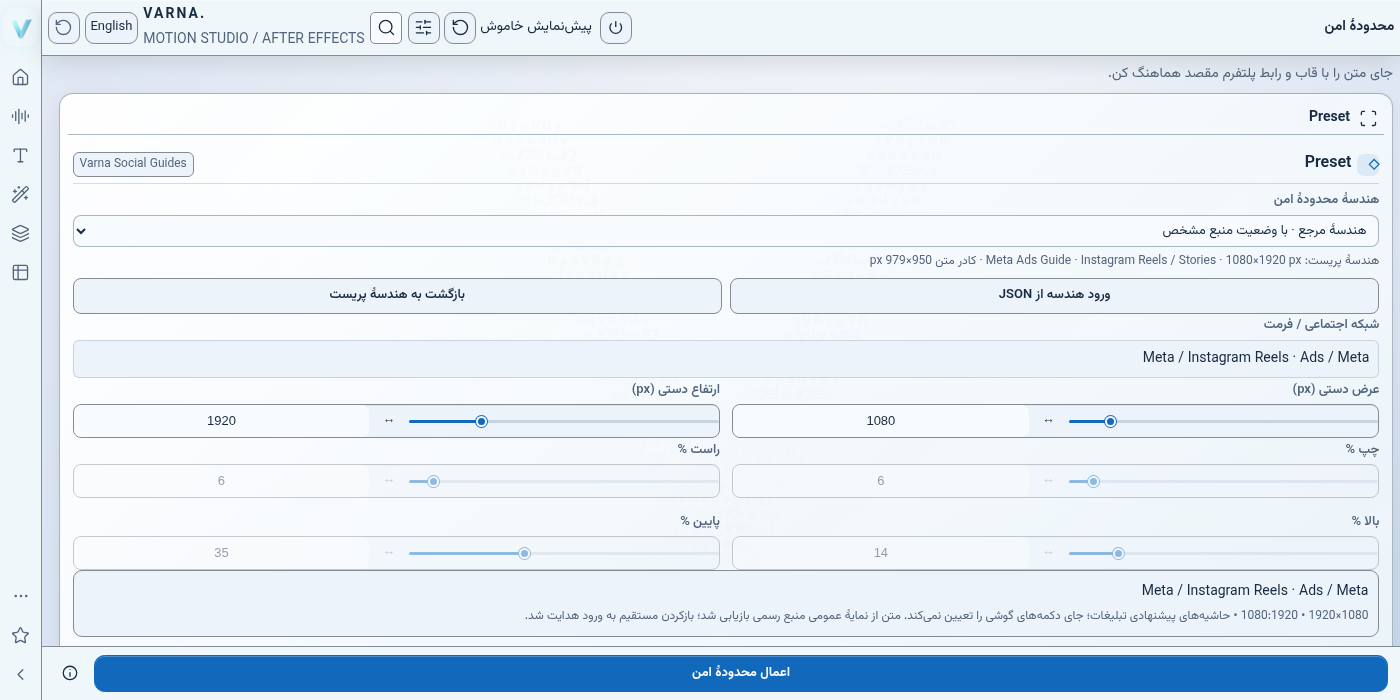 محدودهٔ امن
پیش‌نمایش خاموش
VARNA.
MOTION STUDIO / AFTER EFFECTS
English
جای متن را با قاب و رابط پلتفرم مقصد هماهنگ کن.
Preset
Preset
Varna Social Guides
هندسهٔ محدودهٔ امن
هندسهٔ مرجع · با وضعیت منبع مشخص
هندسهٔ پریست: Meta Ads Guide · Instagram Reels / Stories · 1080×1920 px · کادر متن 950×979 px
ورود هندسه از JSON
بازگشت به هندسهٔ پریست
شبکه اجتماعی / فرمت
Meta / Instagram Reels · Ads / Meta
عرض دستی (px)
ارتفاع دستی (px)
1080
↔
1920
↔
چپ %
راست %
6
↔
6
↔
بالا %
پایین %
14
↔
35
↔
Meta / Instagram Reels · Ads / Meta
1080×1920 • 1080:1920 • حاشیه‌های پیشنهادی تبلیغات؛ جای دکمه‌های گوشی را تعیین نمی‌کند. متن از نمایهٔ عمومی منبع رسمی بازیابی شد؛ بازکردن مستقیم به ورود هدایت شد.
اعمال محدودهٔ امن